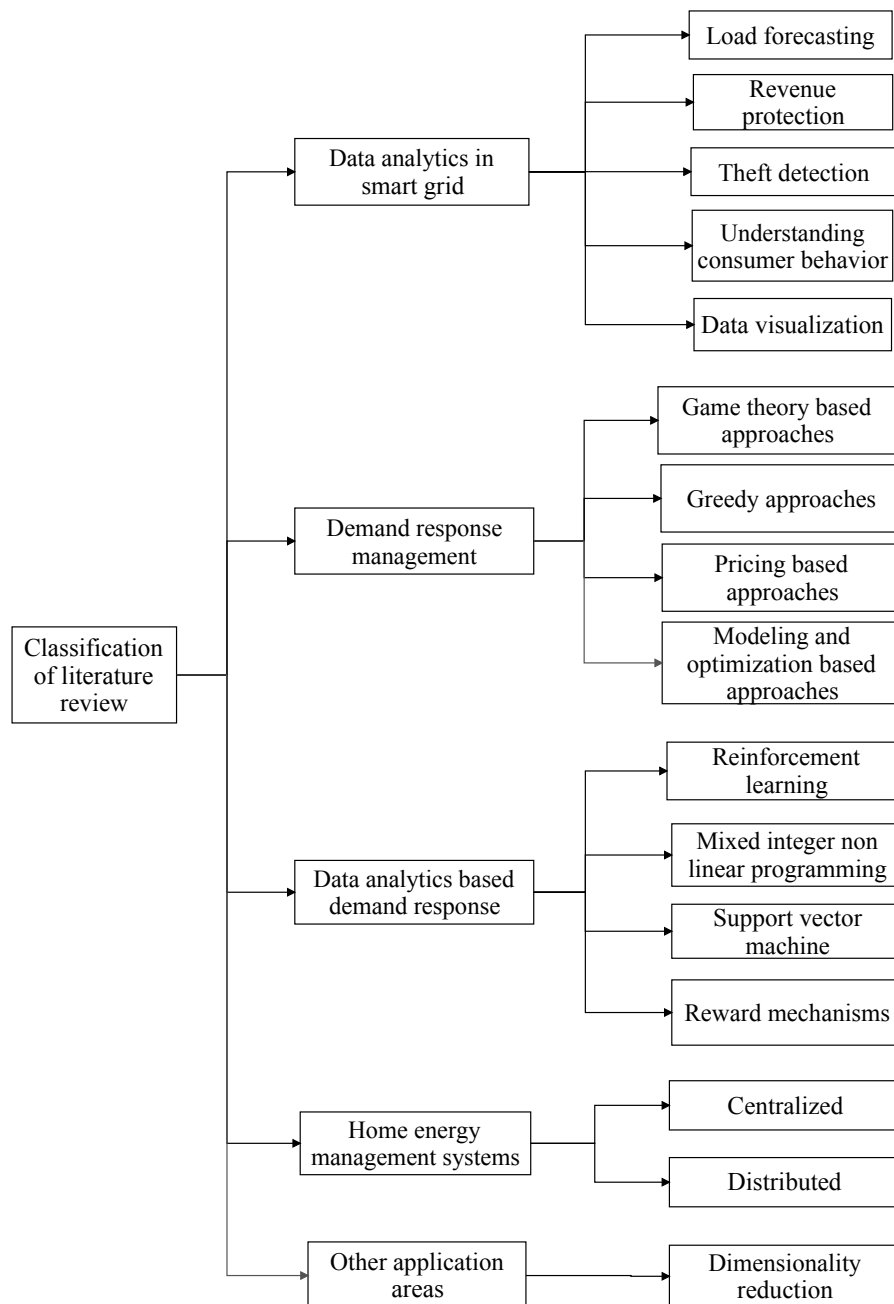 Classification
of literature
review
Data analytics in
smart grid
Load forecasting
Revenue
protection
Theft detection
Understanding
consumer behavior
Data visualization
Demand response
management
Game theory based
approaches
Greedy approaches
Pricing based
approaches
Modeling and
optimization based
approaches
Data analytics based
demand response
Reinforcement
learning
Mixed integer non
linear programming
Support vector
machine
Reward mechanisms
Home energy
management systems
Centralized
Distributed
Other application
areas
Dimensionality
reduction